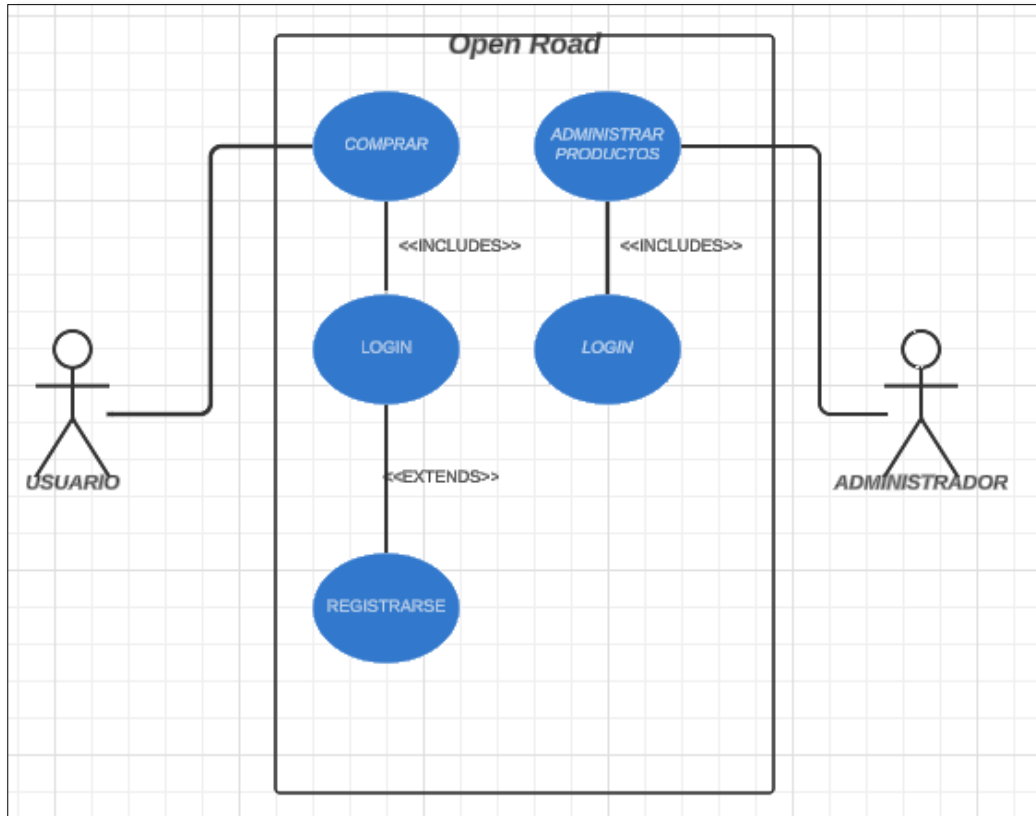 Open Road
COMPRAR
ADMINISTRAR
PRODUCTOS
<<INCLUDES>>
<<INCLUDES>>
LOGIN
LOGIN
<<EXTENDS>>
USUARIO
ADMINISTRADOR
REGISTRARSE